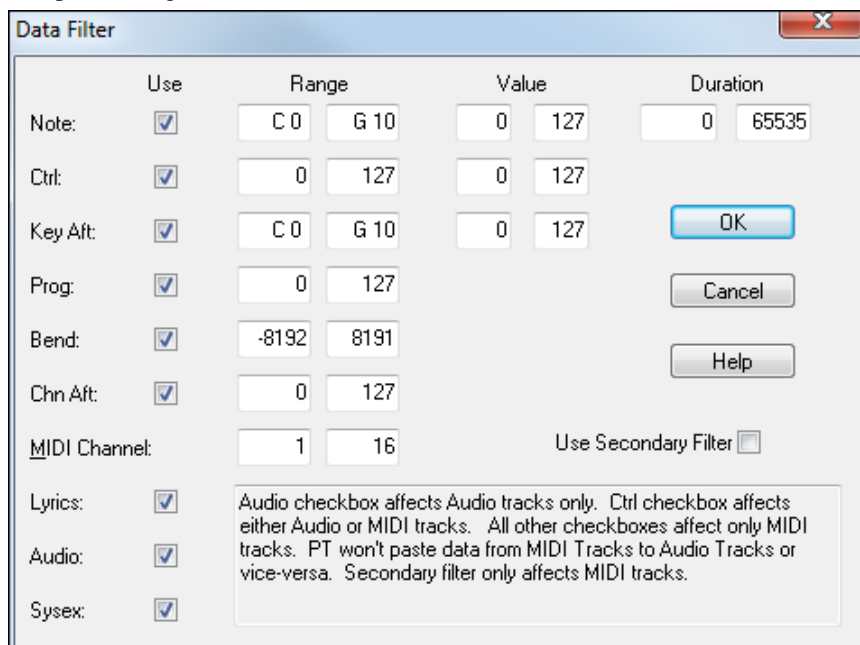 Data Filter
Use Range Value Duration
Note: C 0 G 10 0 127 0 65535
Ctrl: 0 127 0 127
Key Aft: C 0 G 10 0 127 OK
Prog: 0 127 Cancel
Bend: -8192 8191 Help
Chn Aft: 0 127
MIDI Channel: 1 16 Use Secondary Filter
Lyrics: Audio checkbox affects Audio tracks only. Ctrl checkbox affects
either Audio or MIDI tracks. All other checkboxes affect only MIDI
Audio: tracks. PT won't paste data from MIDI Tracks to Audio Tracks or
vice-versa. Secondary filter only affects MIDI tracks.
Sysex: